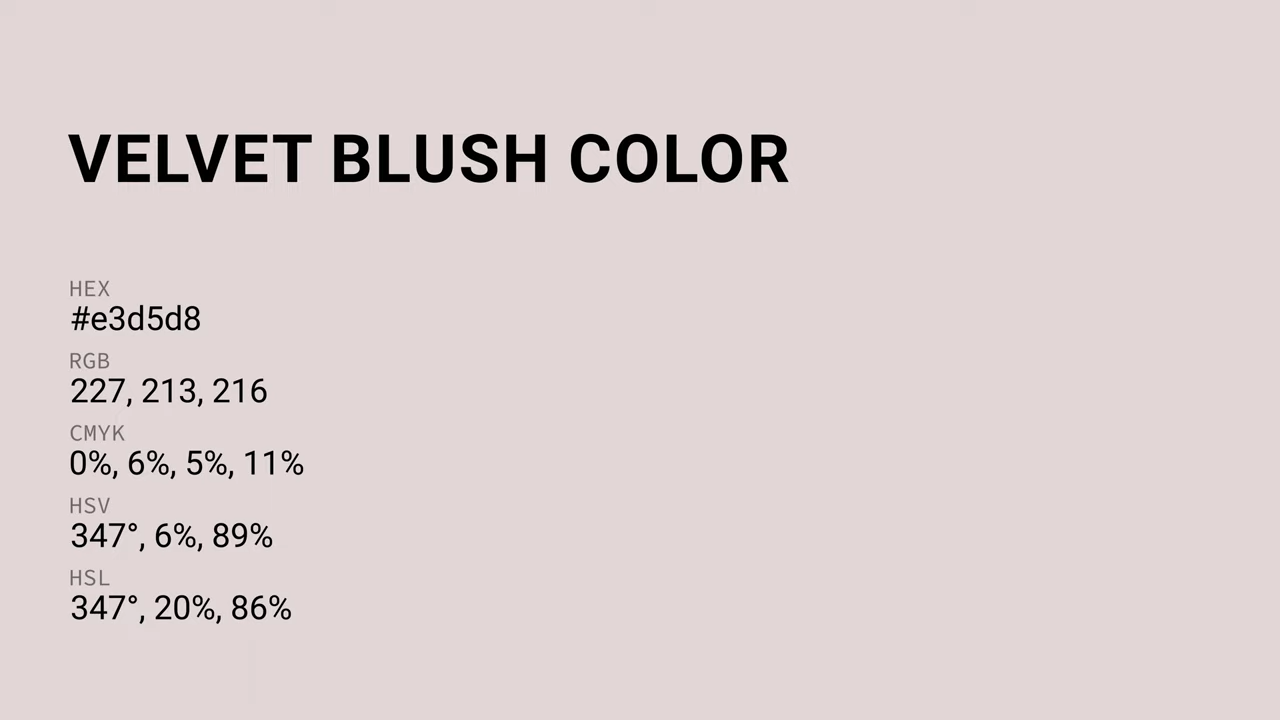 VELVET BLUSH COLOR
HEX
#e3d5d8
RGB
227, 213, 216
CMYK
0%, 6%, 5%, 11%
HSV
347°, 6%, 89%
HSL
347°, 20%, 86%